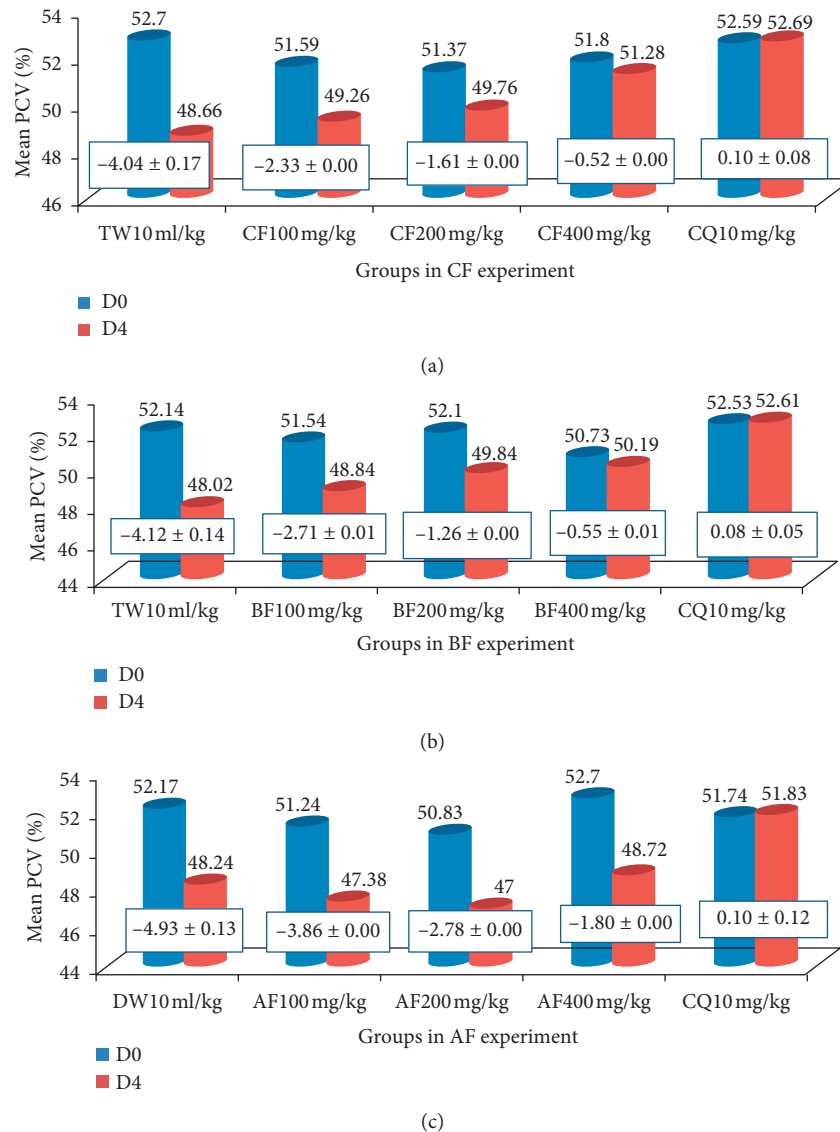 54
52
50
48
46
Mean PCV (%)
52.7
48.66
51.59
49.26
51.37
49.76
51.8
51.28
52.59
52.69
−4.04 ± 0.17
−2.33 ± 0.00
−1.61 ± 0.00
−0.52 ± 0.00
0.10 ± 0.08
TW10 ml/kg
CF100 mg/kg
CF200 mg/kg
CF400 mg/kg
CQ10 mg/kg
Groups in CF experiment
D0
D4
(a)
54
52
50
48
46
44
Mean PCV (%)
52.14
48.02
51.54
48.84
52.1
49.84
50.73
50.19
52.53
52.61
−4.12 ± 0.14
−2.71 ± 0.01
−1.26 ± 0.00
−0.55 ± 0.01
0.08 ± 0.05
TW10 ml/kg
BF100 mg/kg
BF200 mg/kg
BF400 mg/kg
CQ10 mg/kg
Groups in BF experiment
D0
D4
(b)
54
52
50
48
46
44
Mean PCV (%)
52.17
48.24
51.24
47.38
50.83
47
52.7
48.72
51.74
51.83
−4.93 ± 0.13
−3.86 ± 0.00
−2.78 ± 0.00
−1.80 ± 0.00
0.10 ± 0.12
DW10 ml/kg
AF100 mg/kg
AF200 mg/kg
AF400 mg/kg
CQ10 mg/kg
Groups in AF experiment
D0
D4
(c)